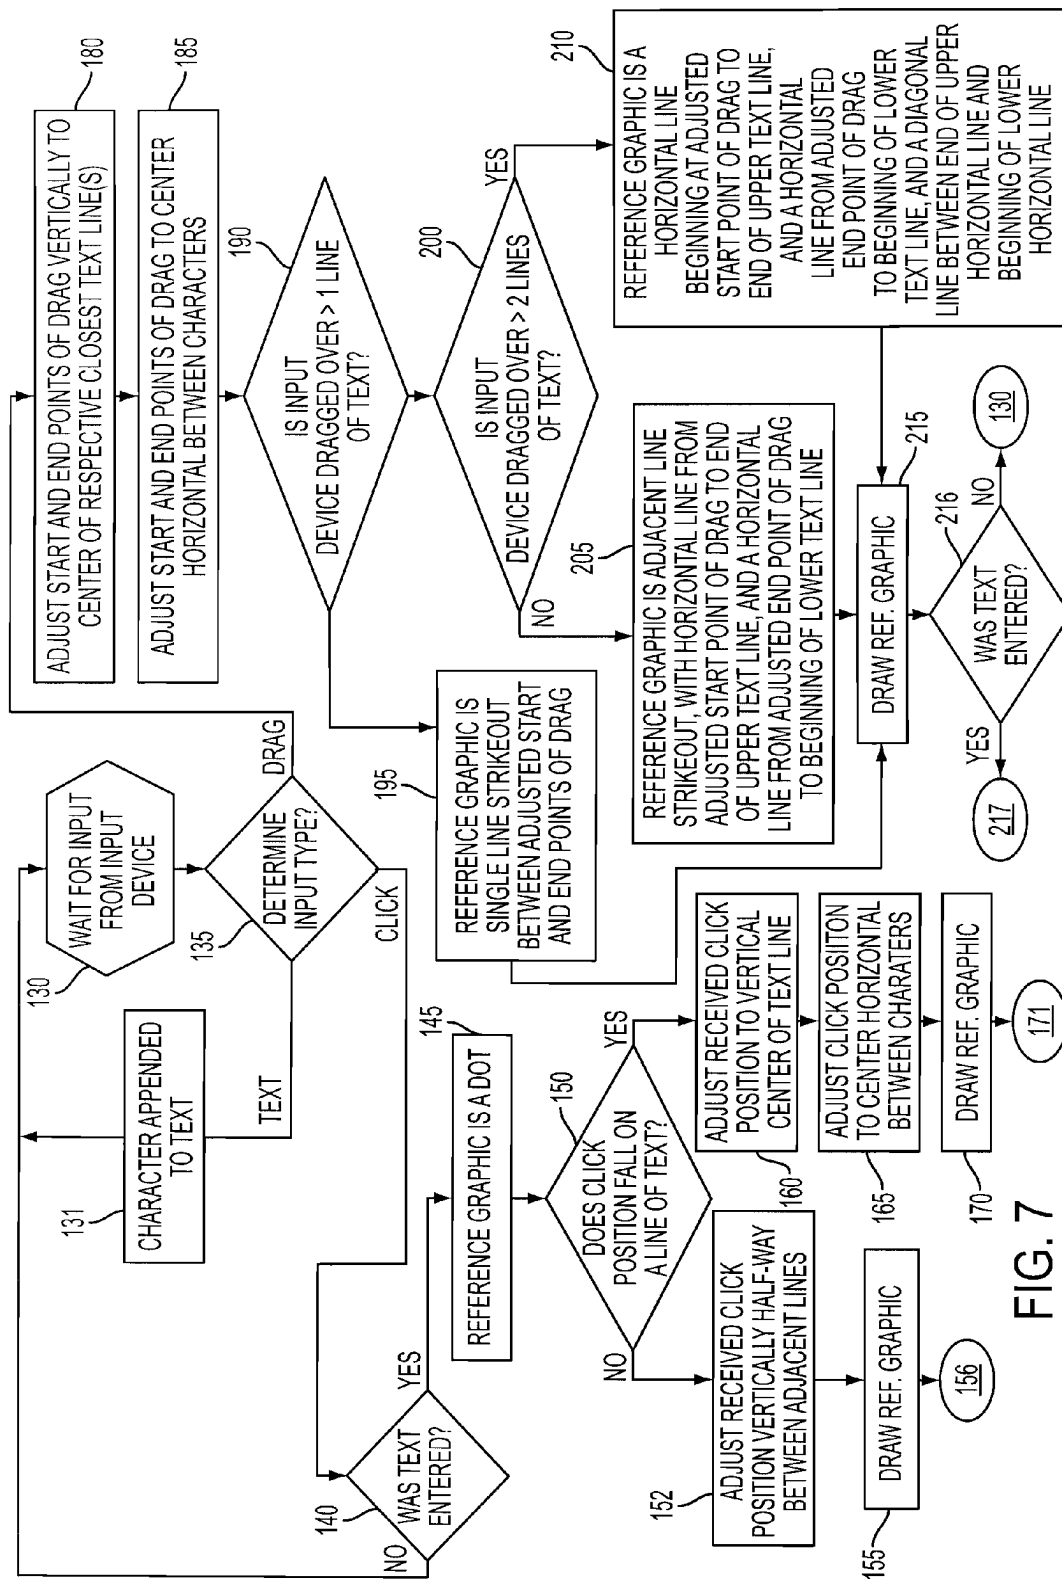 130
WAIT FOR INPUT
FROM INPUT
DEVICE
135
DETERMINE
INPUT TYPE?
TEXT
CLICK
DRAG
131
CHARACTER APPENDED
TO TEXT
140
WAS TEXT
ENTERED?
NO
YES
145
REFERENCE GRAPHIC IS A DOT
150
DOES CLICK
POSITION FALL ON
A LINE OF TEXT?
NO
YES
152
ADJUST RECEIVED CLICK
POSITION VERTICALLY HALF-WAY
BETWEEN ADJACENT LINES
155
DRAW REF. GRAPHIC
156
ADJUST RECEIVED CLICK
POSITION TO VERTICAL
CENTER OF TEXT LINE
160
ADJUST CLICK POSIITON
TO CENTER HORIZONTAL
BETWEEN CHARATERS
165
DRAW REF. GRAPHIC
170
171
180
ADJUST START AND END POINTS OF DRAG VERTICALLY TO
CENTER OF RESPECTIVE CLOSEST TEXT LINE(S)
185
ADJUST START AND END POINTS OF DRAG TO CENTER
HORIZONTAL BETWEEN CHARACTERS
190
IS INPUT
DEVICE DRAGGED OVER > 1 LINE
OF TEXT?
195
REFERENCE GRAPHIC IS
SINGLE LINE STRIKEOUT
BETWEEN ADJUSTED START
AND END POINTS OF DRAG
200
IS INPUT
DEVICE DRAGGED OVER > 2 LINES
OF TEXT?
NO
YES
205
REFERENCE GRAPHIC IS ADJACENT LINE
STRIKEOUT, WITH HORIZONTAL LINE FROM
ADJUSTED START POINT OF DRAG TO END
OF UPPER TEXT LINE, AND A HORIZONTAL
LINE FROM ADJUSTED END POINT OF DRAG
TO BEGINNING OF LOWER TEXT LINE
210
REFERENCE GRAPHIC IS A
HORIZONTAL LINE
BEGINNING AT ADJUSTED
START POINT OF DRAG TO
END OF UPPER TEXT LINE,
AND A HORIZONTAL
LINE FROM ADJUSTED
END POINT OF DRAG
TO BEGINNING OF LOWER
TEXT LINE, AND A DIAGONAL
LINE BETWEEN END OF UPPER
HORIZONTAL LINE AND
BEGINNING OF LOWER
HORIZONTAL LINE
215
DRAW REF. GRAPHIC
216
WAS TEXT
ENTERED?
YES
NO
217
130
FIG. 7